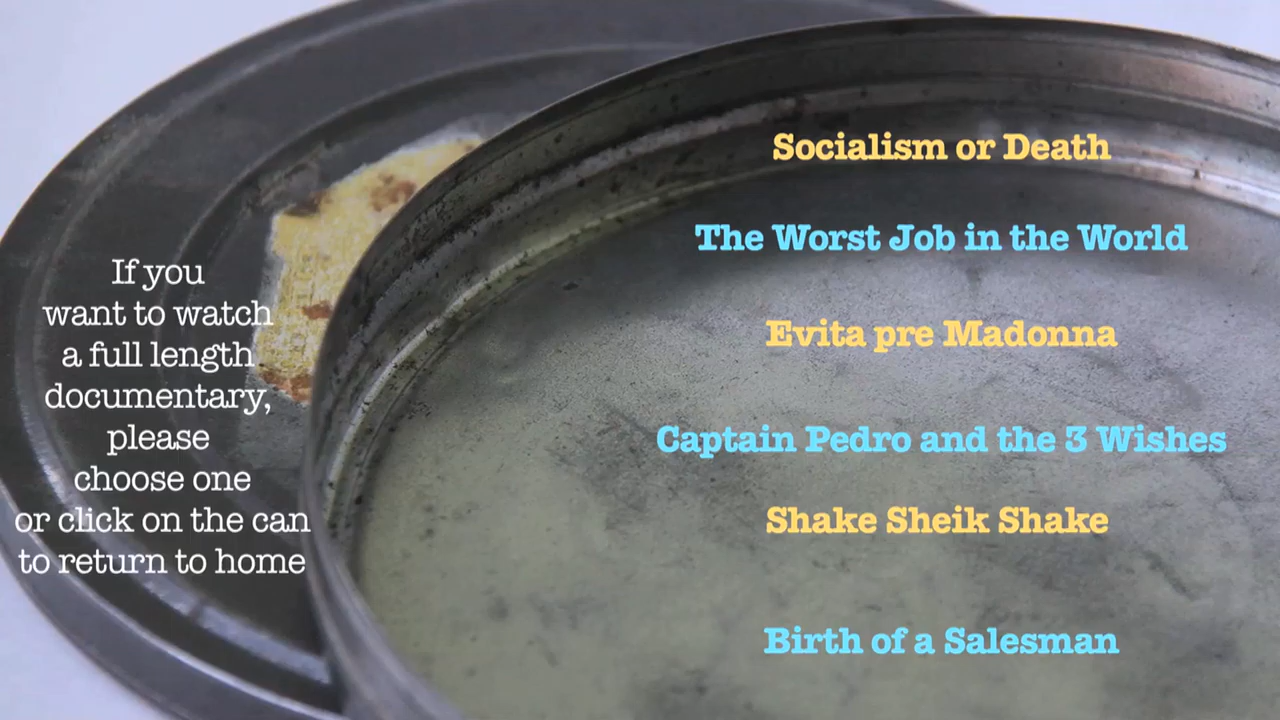 If you
want to watch
a full length
documentary,
please
choose one
or click on the can
to return to home
Socialism or Death
The Worst Job in the World
Evita pre Madonna
Captain Pedro and the 3 Wishes
Shake Sheik Shake
Birth of a Salesman